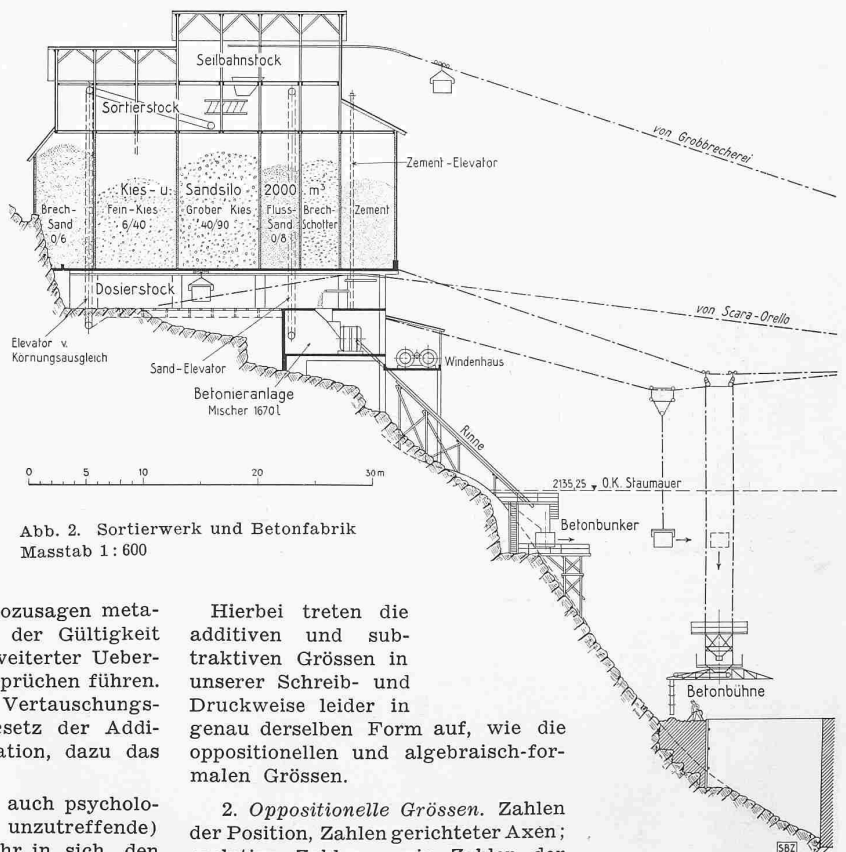 Seilbahnstock
Sortierstock
von Grobbrecherei
Zement-Elevator
Kies- u. Sandsilo 2000 m³
Brech-
Sand
0/6
Fein-Kies
6/40
Grober Kies
40/90
Fluss-
Sand
0/8
Brech-
Schotter
Zement
Dosierstock
von Scara-Orello
Elevator v.
Körnungsausgleich
Sand-Elevator
Windenhaus
Betonieranlage
Mischer 1670 l
Rinne
0 5 10 20 30 m
2135,25 O.K. Staumauer
Betonbunker
Betonbühne
SBZ
Abb. 2. Sortierwerk und Betonfabrik
Masstab 1 : 600
ozusagen meta-
der Gültigkeit
weiterter Ueber-
prüchen führen.
Vertauschungs-
esetz der Addi-
ation, dazu das
auch psycholo-
unzutreffende)
hr in sich, den
Hierbei treten die
additiven und sub-
traktiven Grössen in
unserer Schreib- und
Druckweise leider in
genau derselben Form auf, wie die
oppositionellen und algebraisch-for-
malen Grössen.
2. Oppositionelle Grössen. Zahlen
der Position, Zahlen gerichteter Axen;
Zahlen Zahlen der